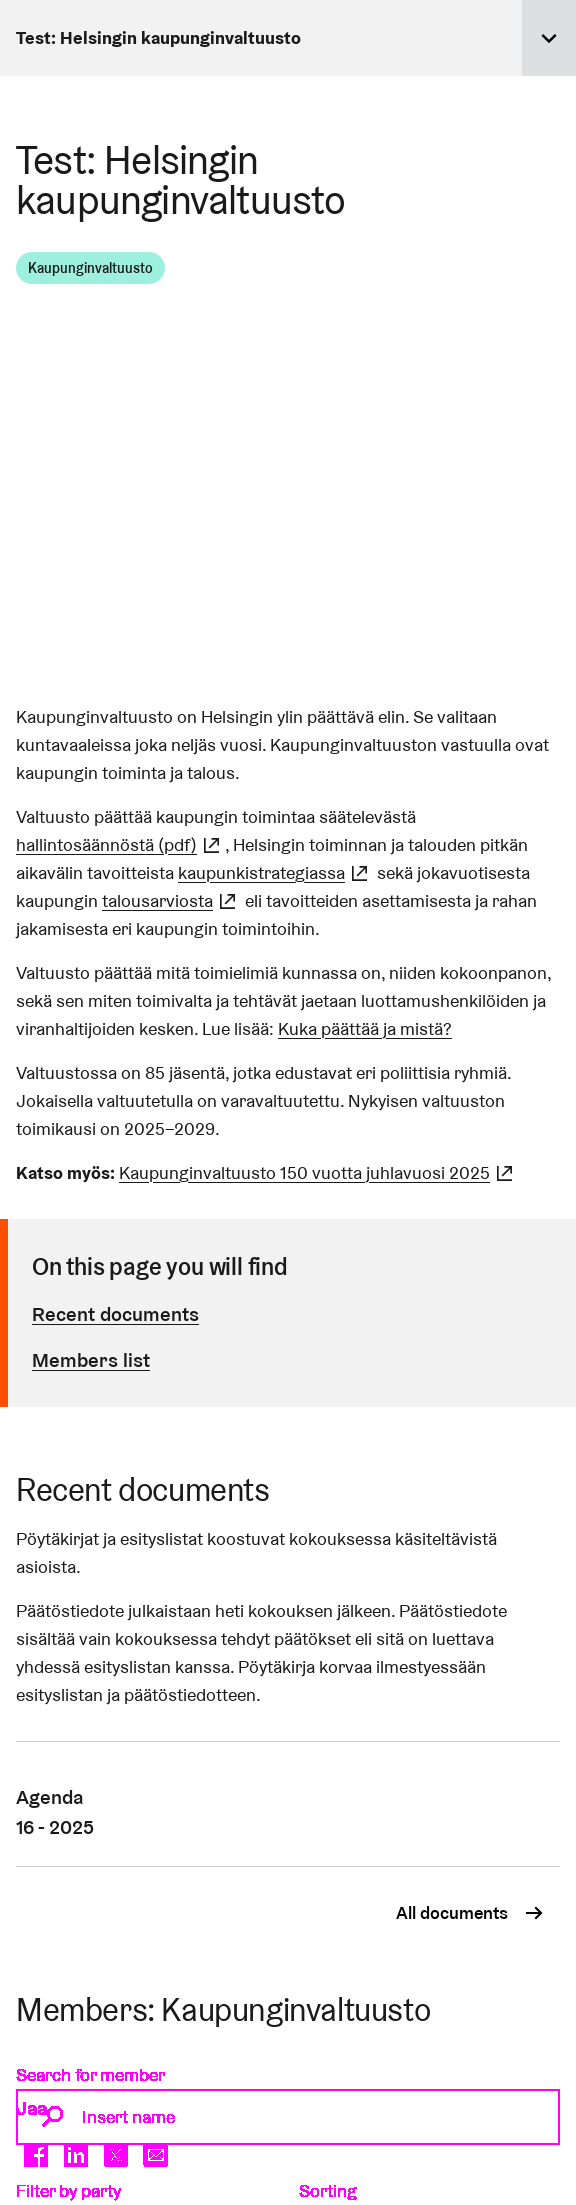 Test: Helsingin kaupunginvaltuusto
Test: Helsingin
kaupunginvaltuusto
Kaupunginvaltuusto
Kaupunginvaltuusto on Helsingin ylin päättävä elin. Se valitaan
kuntavaaleissa joka neljäs vuosi. Kaupunginvaltuuston vastuulla ovat
kaupungin toiminta ja talous.
Valtuusto päättää kaupungin toimintaa säätelevästä
hallintosäännöstä (pdf) , Helsingin toiminnan ja talouden pitkän
aikavälin tavoitteista kaupunkistrategiassa sekä jokavuotisesta
kaupungin talousarviosta eli tavoitteiden asettamisesta ja rahan
jakamisesta eri kaupungin toimintoihin.
Valtuusto päättää mitä toimielimiä kunnassa on, niiden kokoonpanon,
sekä sen miten toimivalta ja tehtävät jaetaan luottamushenkilöiden ja
viranhaltijoiden kesken. Lue lisää: Kuka päättää ja mistä?
Valtuustossa on 85 jäsentä, jotka edustavat eri poliittisia ryhmiä.
Jokaisella valtuutetulla on varavaltuutettu. Nykyisen valtuuston
toimikausi on 2025–2029.
Katso myös: Kaupunginvaltuusto 150 vuotta juhlavuosi 2025
On this page you will find
Recent documents
Members list
Recent documents
Pöytäkirjat ja esityslistat koostuvat kokouksessa käsiteltävistä
asioista.
Päätöstiedote julkaistaan heti kokouksen jälkeen. Päätöstiedote
sisältää vain kokouksessa tehdyt päätökset eli sitä on luettava
yhdessä esityslistan kanssa. Pöytäkirja korvaa ilmestyessään
esityslistan ja päätöstiedotteen.
Agenda
16 - 2025
All documents
Members: Kaupunginvaltuusto
Search for member
Jaa
Insert name
Filter by party Sorting